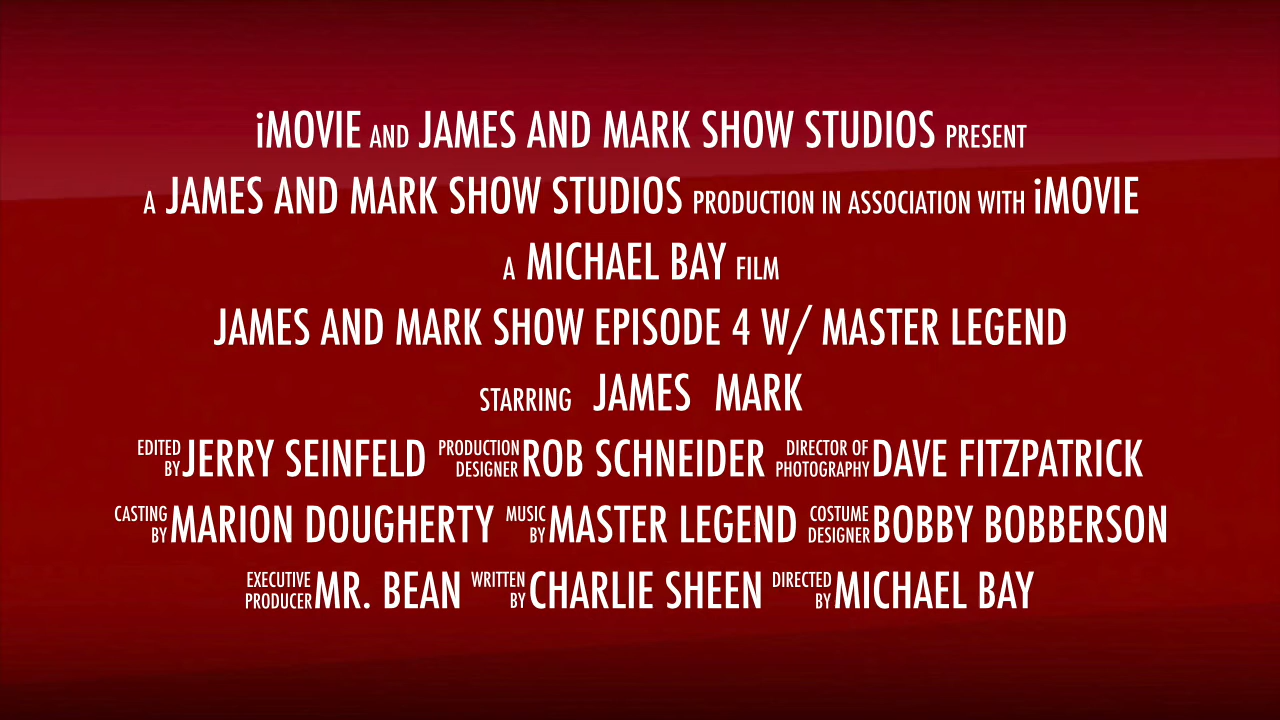 iMOVIE AND JAMES AND MARK SHOW STUDIOS PRESENT
A JAMES AND MARK SHOW STUDIOS PRODUCTION IN ASSOCIATION WITH iMOVIE
A MICHAEL BAY FILM
JAMES AND MARK SHOW EPISODE 4 W/ MASTER LEGEND
STARRING JAMES MARK
EDITED BY JERRY SEINFELD PRODUCTION DESIGNER ROB SCHNEIDER DIRECTOR OF PHOTOGRAPHY DAVE FITZPATRICK
CASTING BY MARION DOUGHERTY MUSIC BY MASTER LEGEND COSTUME DESIGNER BOBBY BOBBERSON
EXECUTIVE PRODUCER MR. BEAN WRITTEN BY CHARLIE SHEEN DIRECTED BY MICHAEL BAY